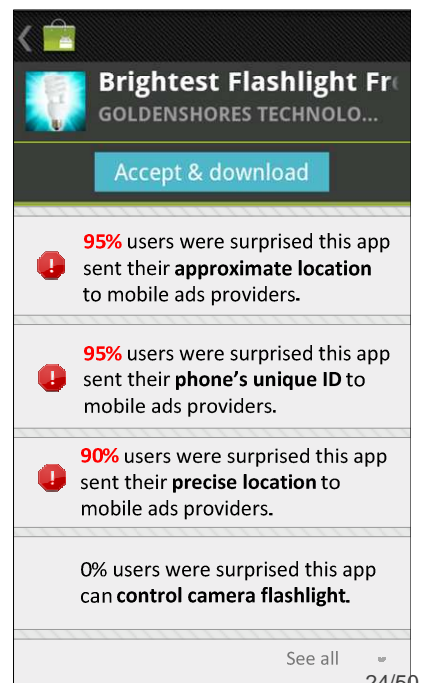 Brightest Flashlight Fre
GOLDENSHORES TECHNOLO...
Accept & download
95% users were surprised this app
sent their approximate location
to mobile ads providers.
95% users were surprised this app
sent their phone's unique ID to
mobile ads providers.
90% users were surprised this app
sent their precise location to
mobile ads providers.
0% users were surprised this app
can control camera flashlight.
See all
24/50